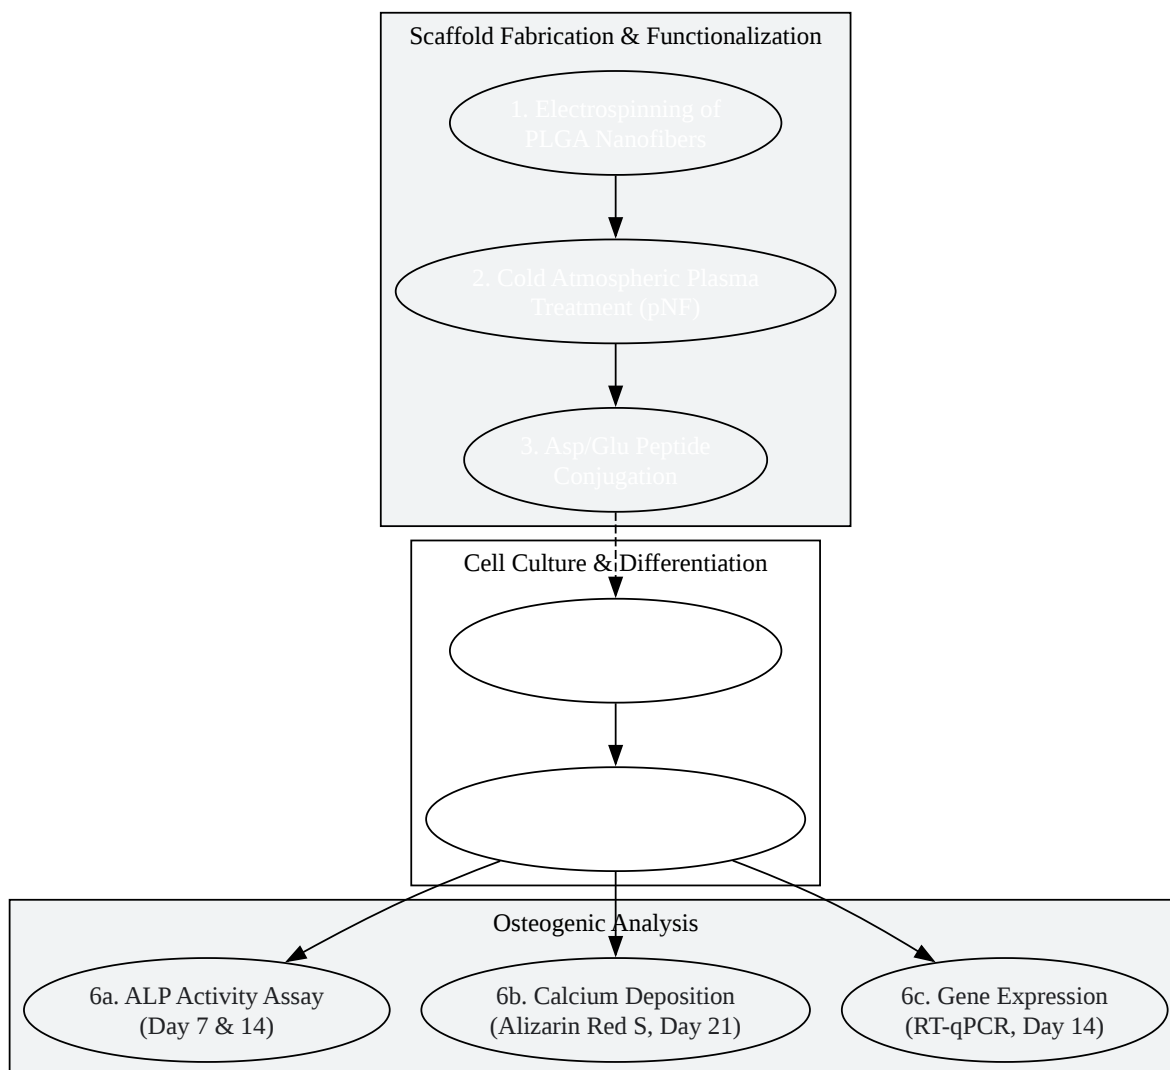 Scaffold Fabrication & Functionalization
1. Electrospinning of
PLGA Nanofibers
2. Cold Atmospheric Plasma
Treatment (pNF)
3. Asp/Glu Peptide
Conjugation
Cell Culture & Differentiation
Osteogenic Analysis
6a. ALP Activity Assay
(Day 7 & 14)
6b. Calcium Deposition
(Alizarin Red S, Day 21)
6c. Gene Expression
(RT-qPCR, Day 14)